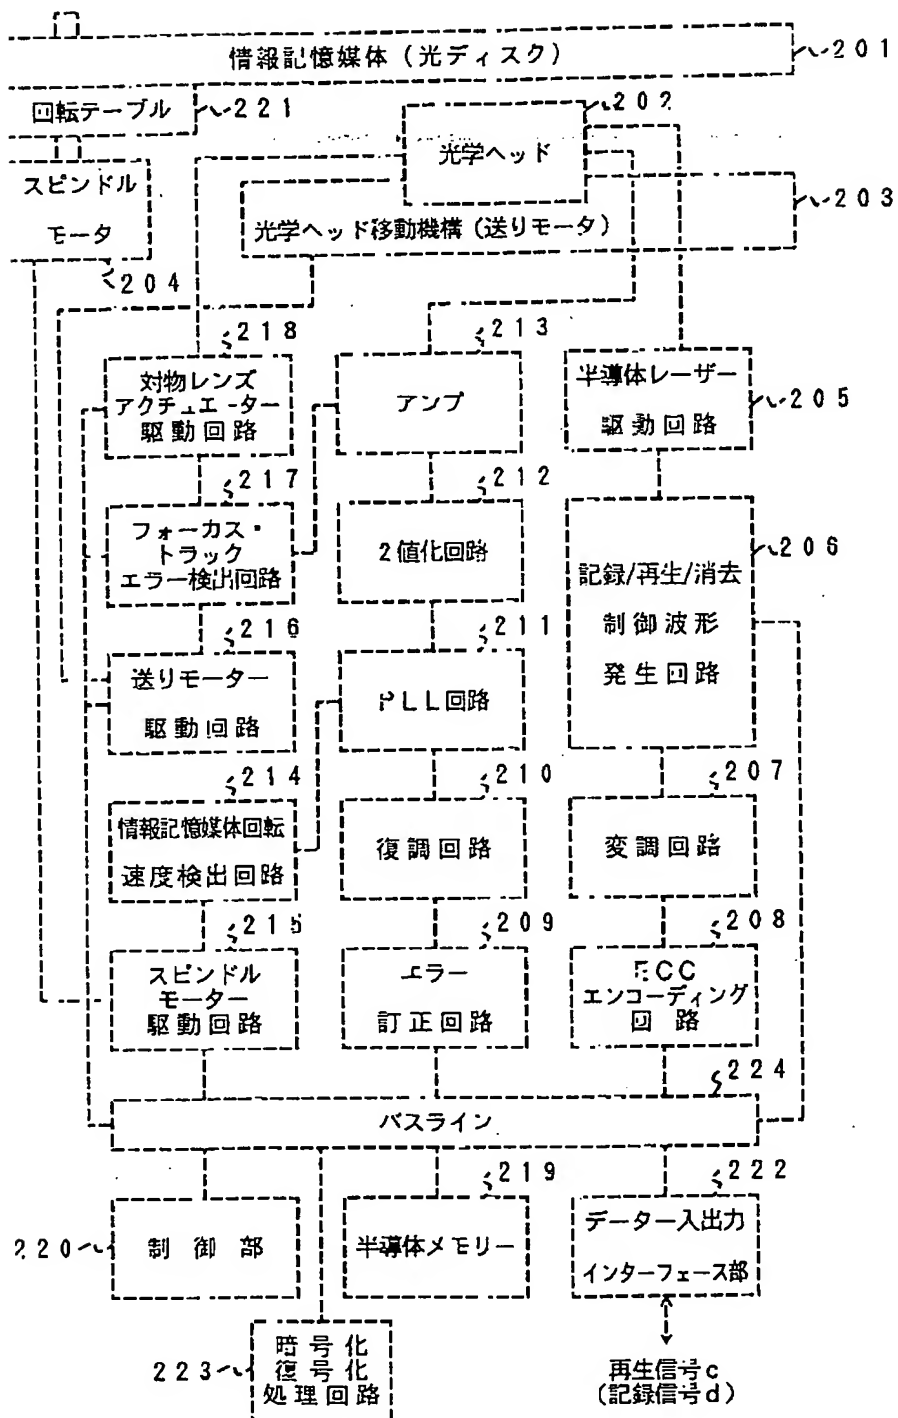 情報記憶媒体（光ディスク）
201
回転テーブル
221
202
光学ヘッド
スピンドル
モータ
203
光学ヘッド移動機構（送りモータ）
204
218
213
対物レンズ
アクチュエーター
駆動回路
アンプ
半導体レーザー
駆動回路
205
217
212
フォーカス・
トラック
エラー検出回路
2値化回路
記録/再生/消去
制御波形
発生回路
206
216
211
送りモーター
駆動回路
PLL回路
214
210
207
情報記憶媒体回転
速度検出回路
復調回路
変調回路
215
209
208
スピンドル
モーター
駆動回路
エラー
訂正回路
ECC
エンコーディング
回路
224
バスライン
219
222
220
制御部
半導体メモリー
データー入出力
インターフェース部
223
暗号化
復号化
処理回路
再生信号c
（記録信号d）